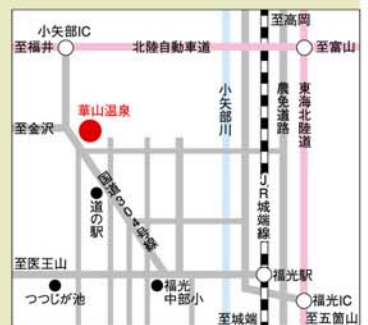 至高岡
小矢部IC
至福井
北陸自動車道
至富山
小矢部川
農免道路
東海北陸道
華山温泉
至金沢
国道304号線
道の駅
JR城端線
至医王山
福光駅
つつじが池
福光
中部小
福光IC
至城端
至五箇山